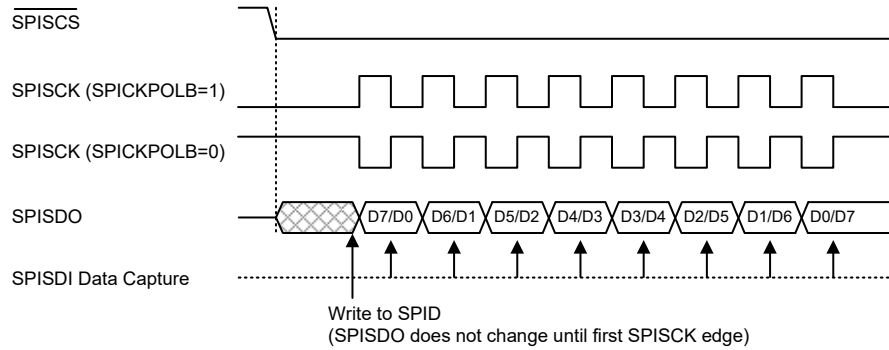 SPISCS
SPISCK (SPICKPOLB=1)
SPISCK (SPICKPOLB=0)
SPISDO
D7/D0 D6/D1 D5/D2 D4/D3 D3/D4 D2/D5 D1/D6 D0/D7
SPISDI Data Capture
Write to SPID
(SPISDO does not change until first SPISCK edge)